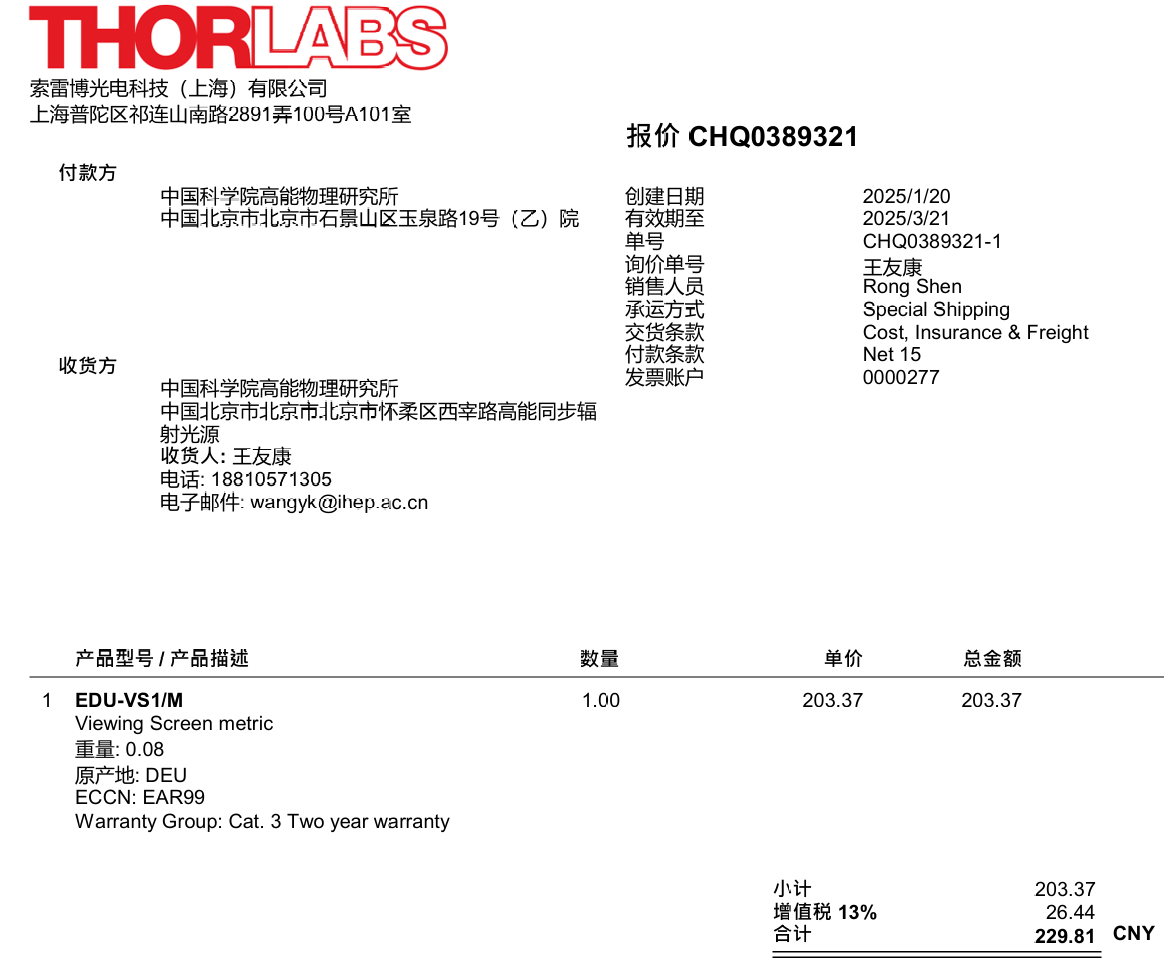 THORLABS
索雷博光电科技（上海）有限公司
上海普陀区祁连山南路2891弄100号A101室
报价 CHQ0389321
付款方
中国科学院高能物理研究所
中国北京市北京市石景山区玉泉路19号（乙）院
创建日期 2025/1/20
有效期至 2025/3/21
单号 CHQ0389321-1
询价单号 王友康
销售人员 Rong Shen
承运方式 Special Shipping
交货条款 Cost, Insurance & Freight
付款条款 Net 15
发票账户 0000277
收货方
中国科学院高能物理研究所
中国北京市北京市北京市怀柔区西宰路高能同步辐
射光源
收货人: 王友康
电话: 18810571305
电子邮件: wangyk@ihep.ac.cn
产品型号 / 产品描述 数量 单价 总金额
1 EDU-VS1/M 1.00 203.37 203.37
Viewing Screen metric
重量: 0.08
原产地: DEU
ECCN: EAR99
Warranty Group: Cat. 3 Two year warranty
小计 203.37
增值税 13% 26.44
合计 229.81 CNY